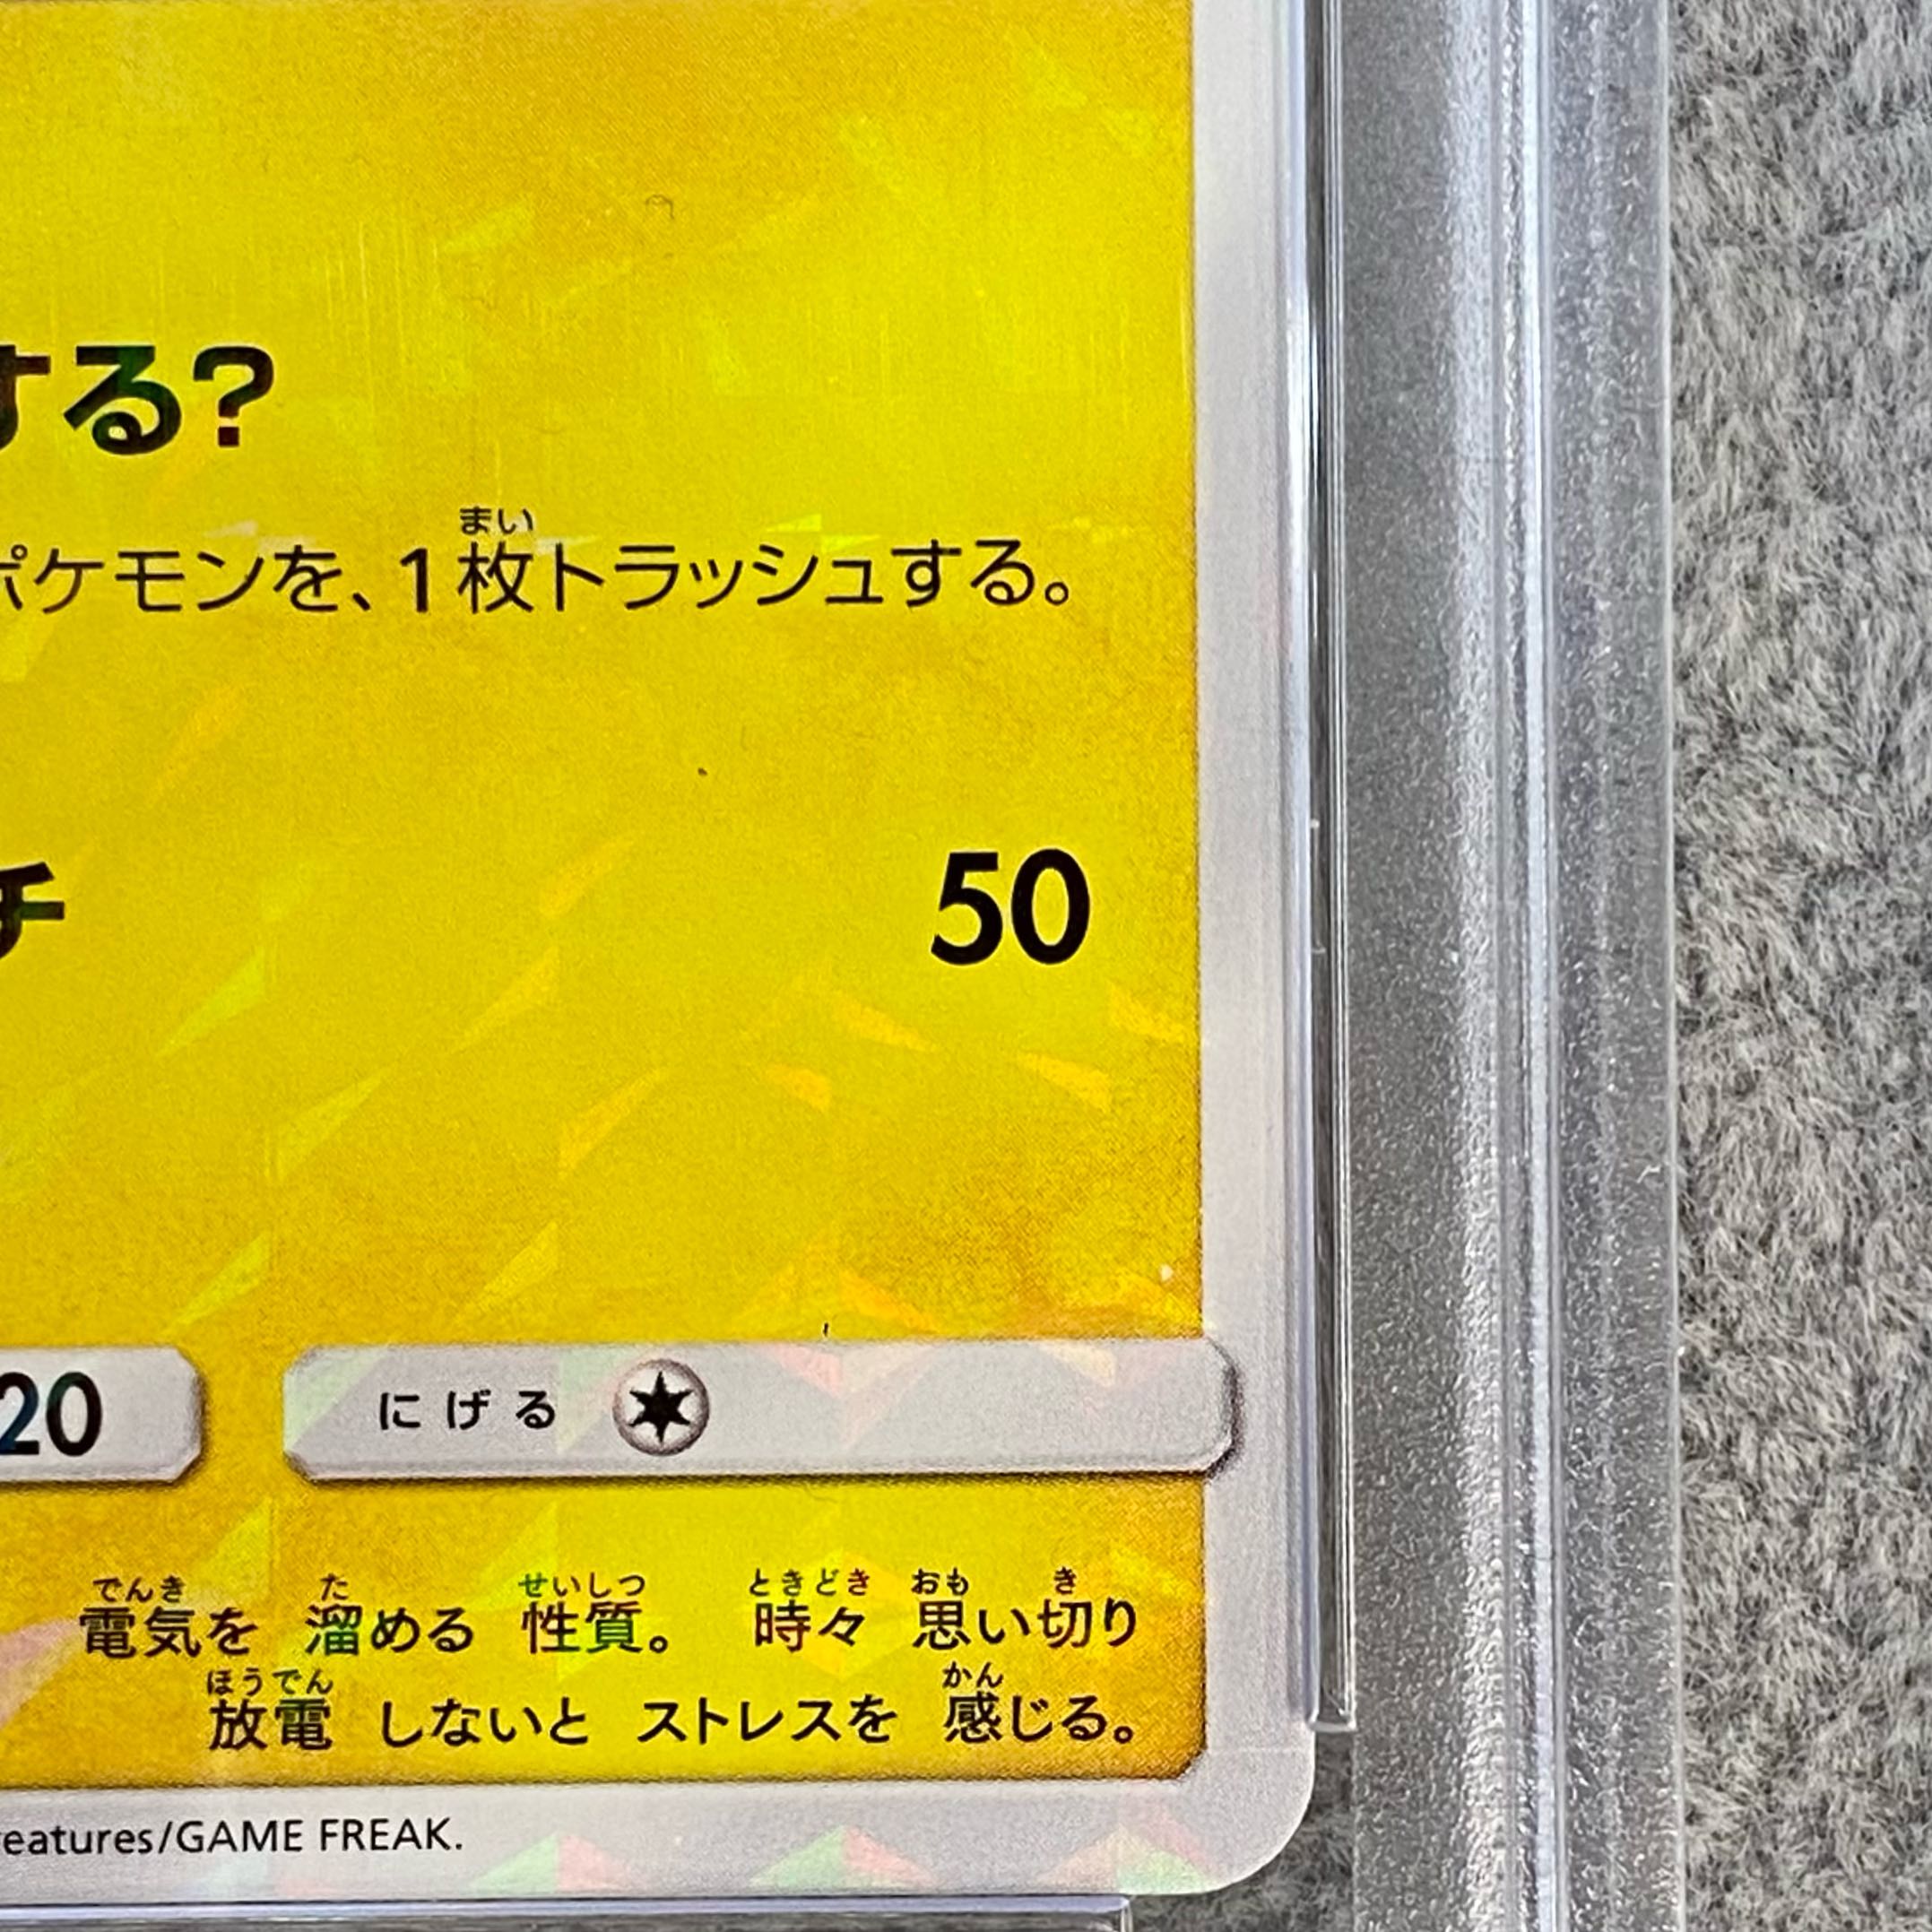 する?
ポケモンを、1枚トラッシュする。
チ 50
20 にげる
電気を 溜める 性質。 時々 思い切り
放電 しないと ストレスを 感じる。
reatures/GAME FREAK.